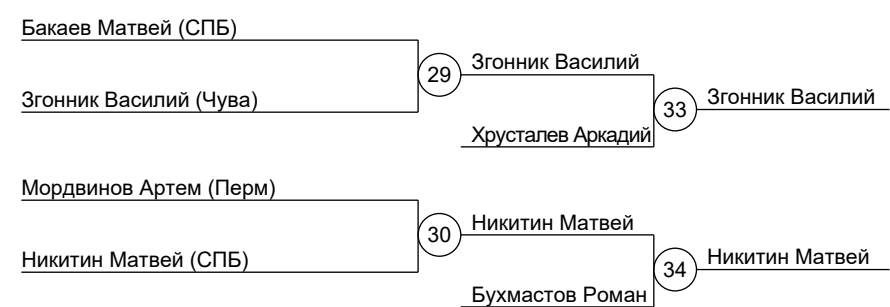 Бакаев Матвей (СПБ)
29
Згонник Василий
Згонник Василий (Чува)
33
Згонник Василий
Хрусталев Аркадий
Мордвинов Артем (Перм)
30
Никитин Матвей
Никитин Матвей (СПБ)
34
Никитин Матвей
Бухмастов Роман